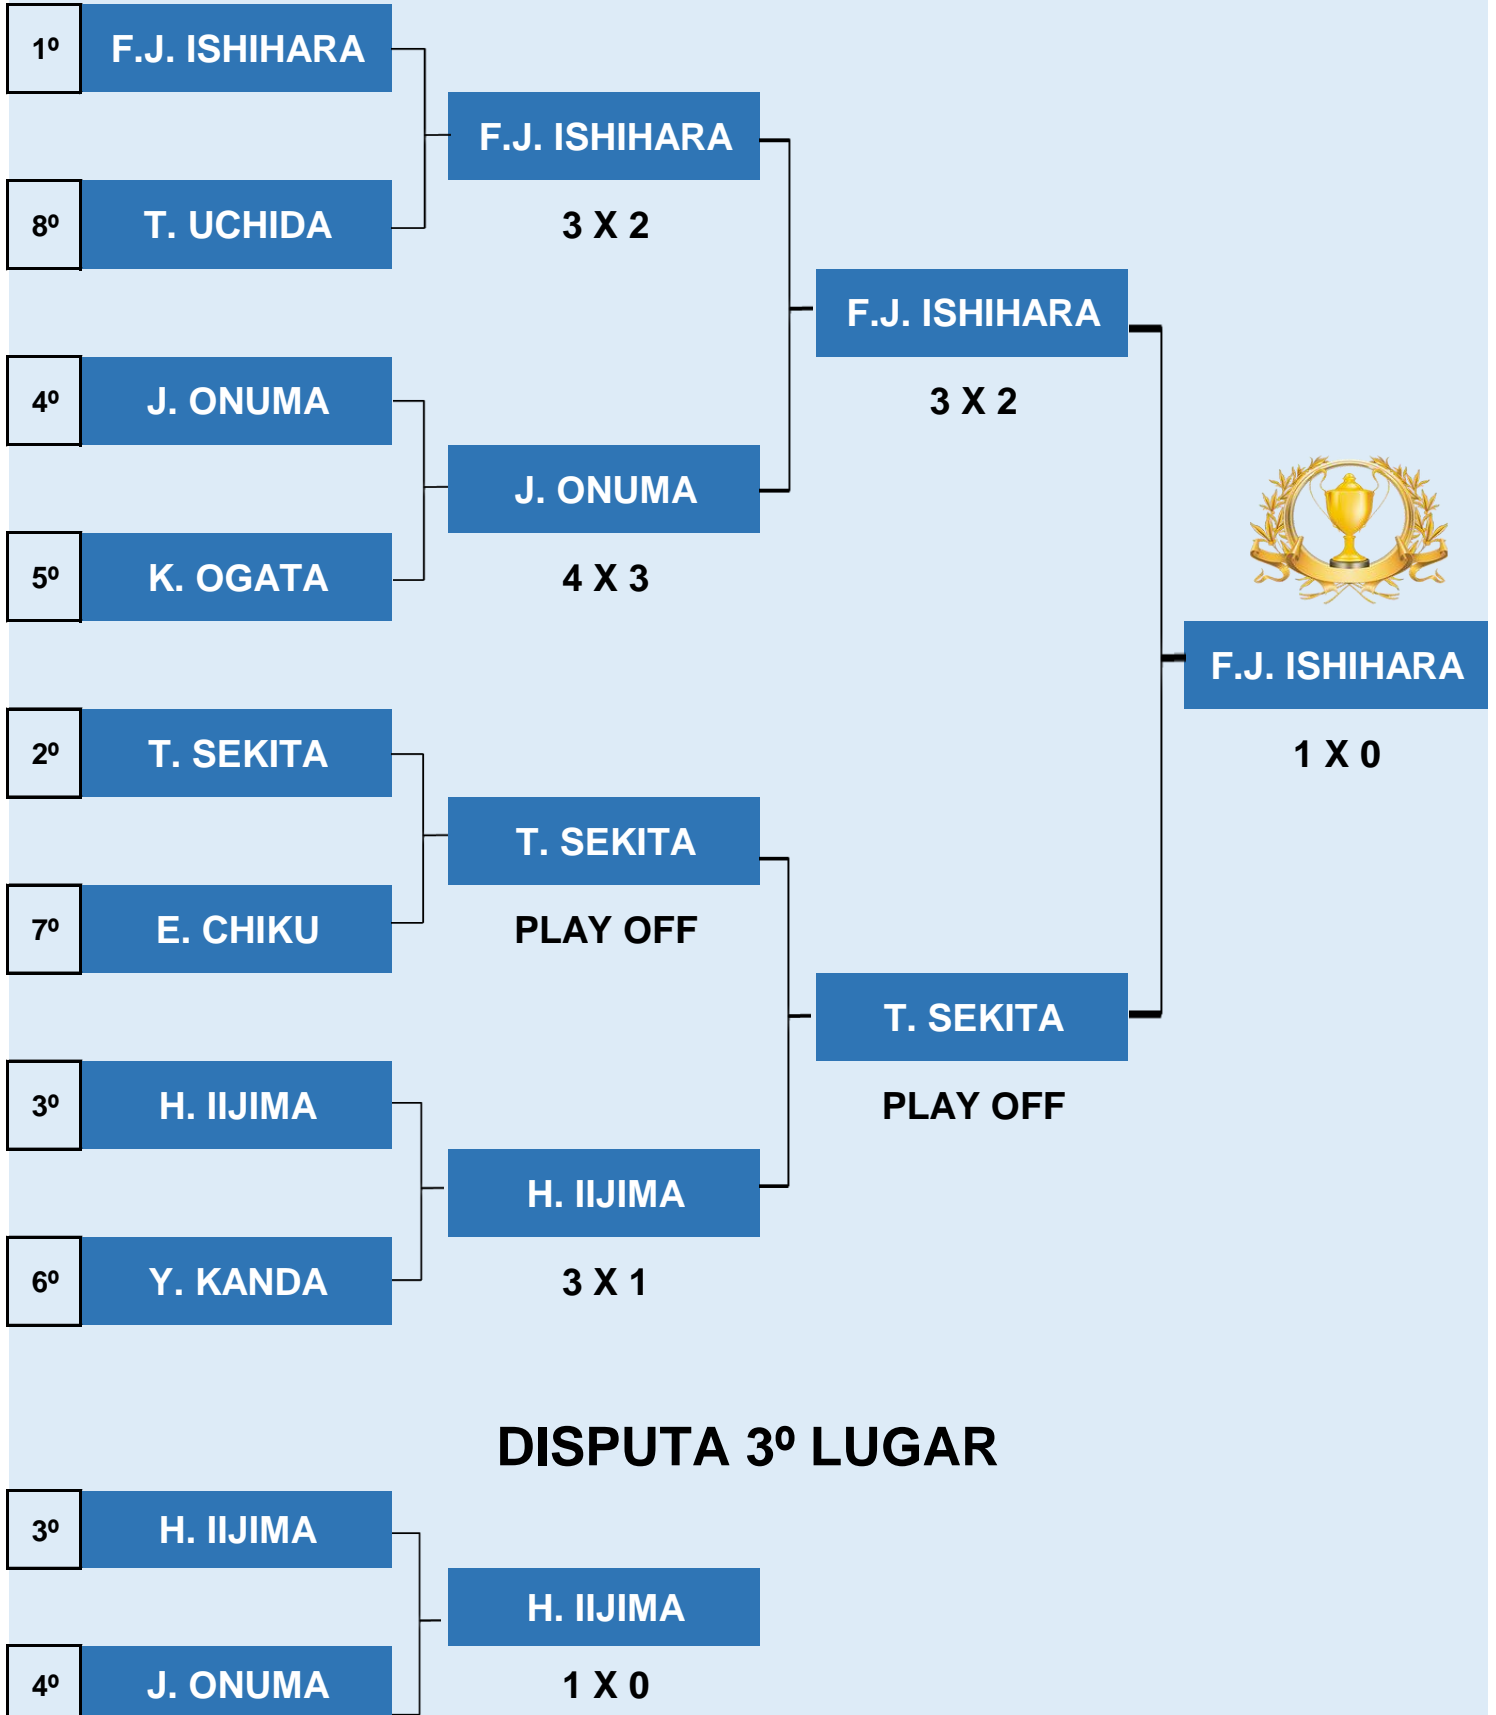 1º F.J. ISHIHARA
F.J. ISHIHARA
8º T. UCHIDA
3 X 2
F.J. ISHIHARA
4º J. ONUMA
3 X 2
J. ONUMA
5º K. OGATA
4 X 3
F.J. ISHIHARA
2º T. SEKITA
1 X 0
T. SEKITA
7º E. CHIKU
PLAY OFF
T. SEKITA
3º H. IIJIMA
PLAY OFF
H. IIJIMA
6º Y. KANDA
3 X 1
DISPUTA 3º LUGAR
3º H. IIJIMA
H. IIJIMA
4º J. ONUMA
1 X 0